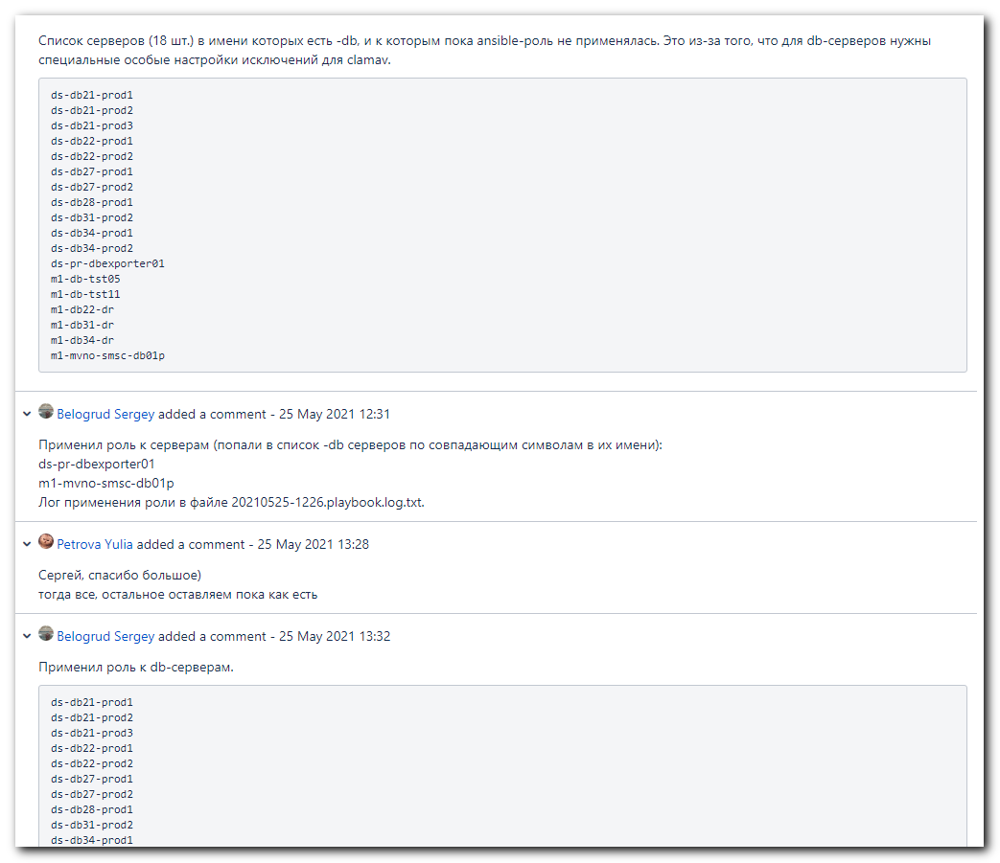 Список серверов (18 шт.) в имени которых есть -db, и к которым пока ansible-роль не применялась. Это из-за того, что для db-серверов нужны
специальные особые настройки исключений для clamav.
ds-db21-prod1
ds-db21-prod2
ds-db21-prod3
ds-db22-prod1
ds-db22-prod2
ds-db27-prod1
ds-db27-prod2
ds-db28-prod1
ds-db31-prod2
ds-db34-prod1
ds-db34-prod2
ds-pr-dbexporter01
m1-db-tst05
m1-db-tst11
m1-db22-dr
m1-db31-dr
m1-db34-dr
m1-mvno-smsc-db01p
Belogrud Sergey added a comment - 25 May 2021 12:31
Применил роль к серверам (попали в список -db серверов по совпадающим символам в их имени):
ds-pr-dbexporter01
m1-mvno-smsc-db01p
Лог применения роли в файле 20210525-1226.playbook.log.txt.
Petrova Yulia added a comment - 25 May 2021 13:28
Сергей, спасибо большое)
тогда все, остальное оставляем пока как есть
Belogrud Sergey added a comment - 25 May 2021 13:32
Применил роль к db-серверам.
ds-db21-prod1
ds-db21-prod2
ds-db21-prod3
ds-db22-prod1
ds-db22-prod2
ds-db27-prod1
ds-db27-prod2
ds-db28-prod1
ds-db31-prod2
ds-db34-prod1